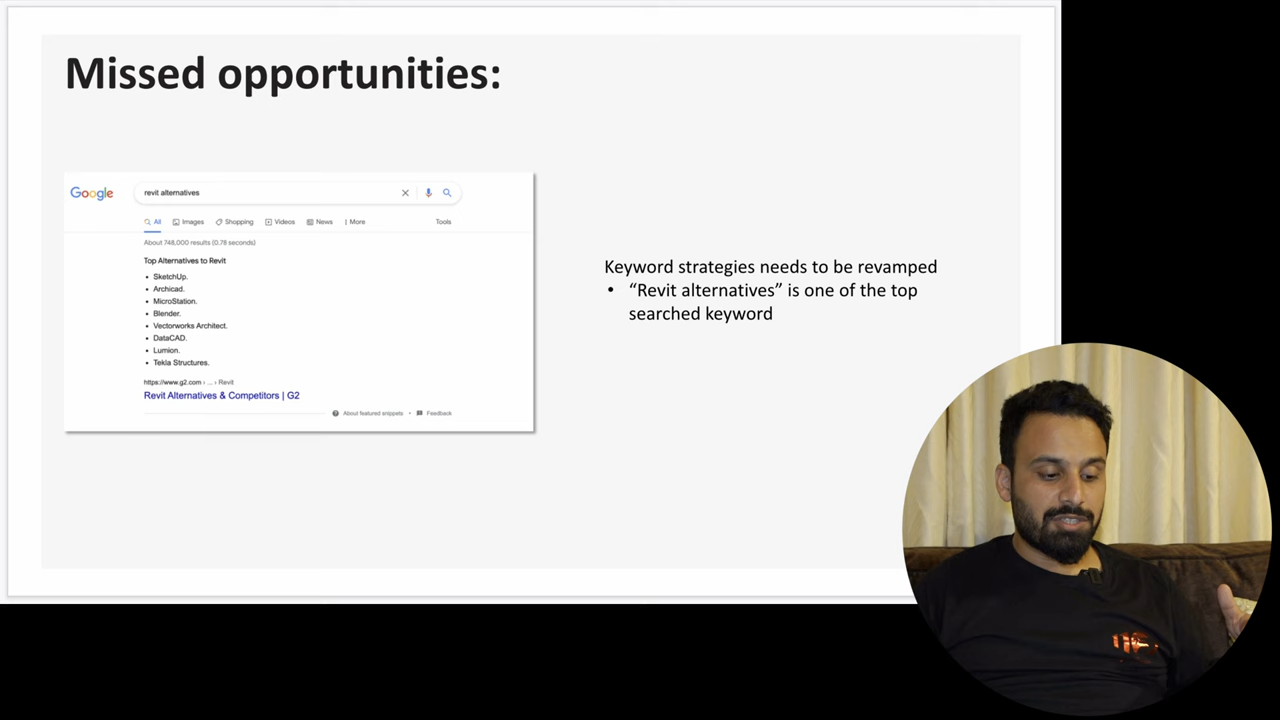 Missed opportunities:
Google
revit alternatives
All Images Shopping Videos News More Tools
About 748,000 results (0.78 seconds)
Top Alternatives to Revit
• SketchUp.
• Archicad.
• MicroStation.
• Blender.
• Vectorworks Architect.
• DataCAD.
• Lumion.
• Tekla Structures.
https://www.g2.com › ... › Revit
Revit Alternatives & Competitors | G2
About featured snippets • Feedback
Keyword strategies needs to be revamped
• “Revit alternatives” is one of the top
searched keyword